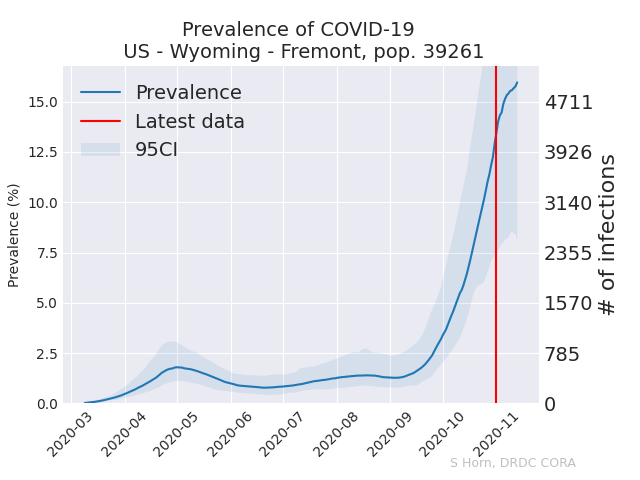 Prevalence of COVID-19
US - Wyoming - Fremont, pop. 39261
Prevalence
Latest data
95CI
Prevalence (%)
15.0
12.5
10.0
7.5
5.0
2.5
0.0
4711
3926
3140
2355
1570
785
0
# of infections
2020-03
2020-04
2020-05
2020-06
2020-07
2020-08
2020-09
2020-10
2020-11
S Horn, DRDC CORA